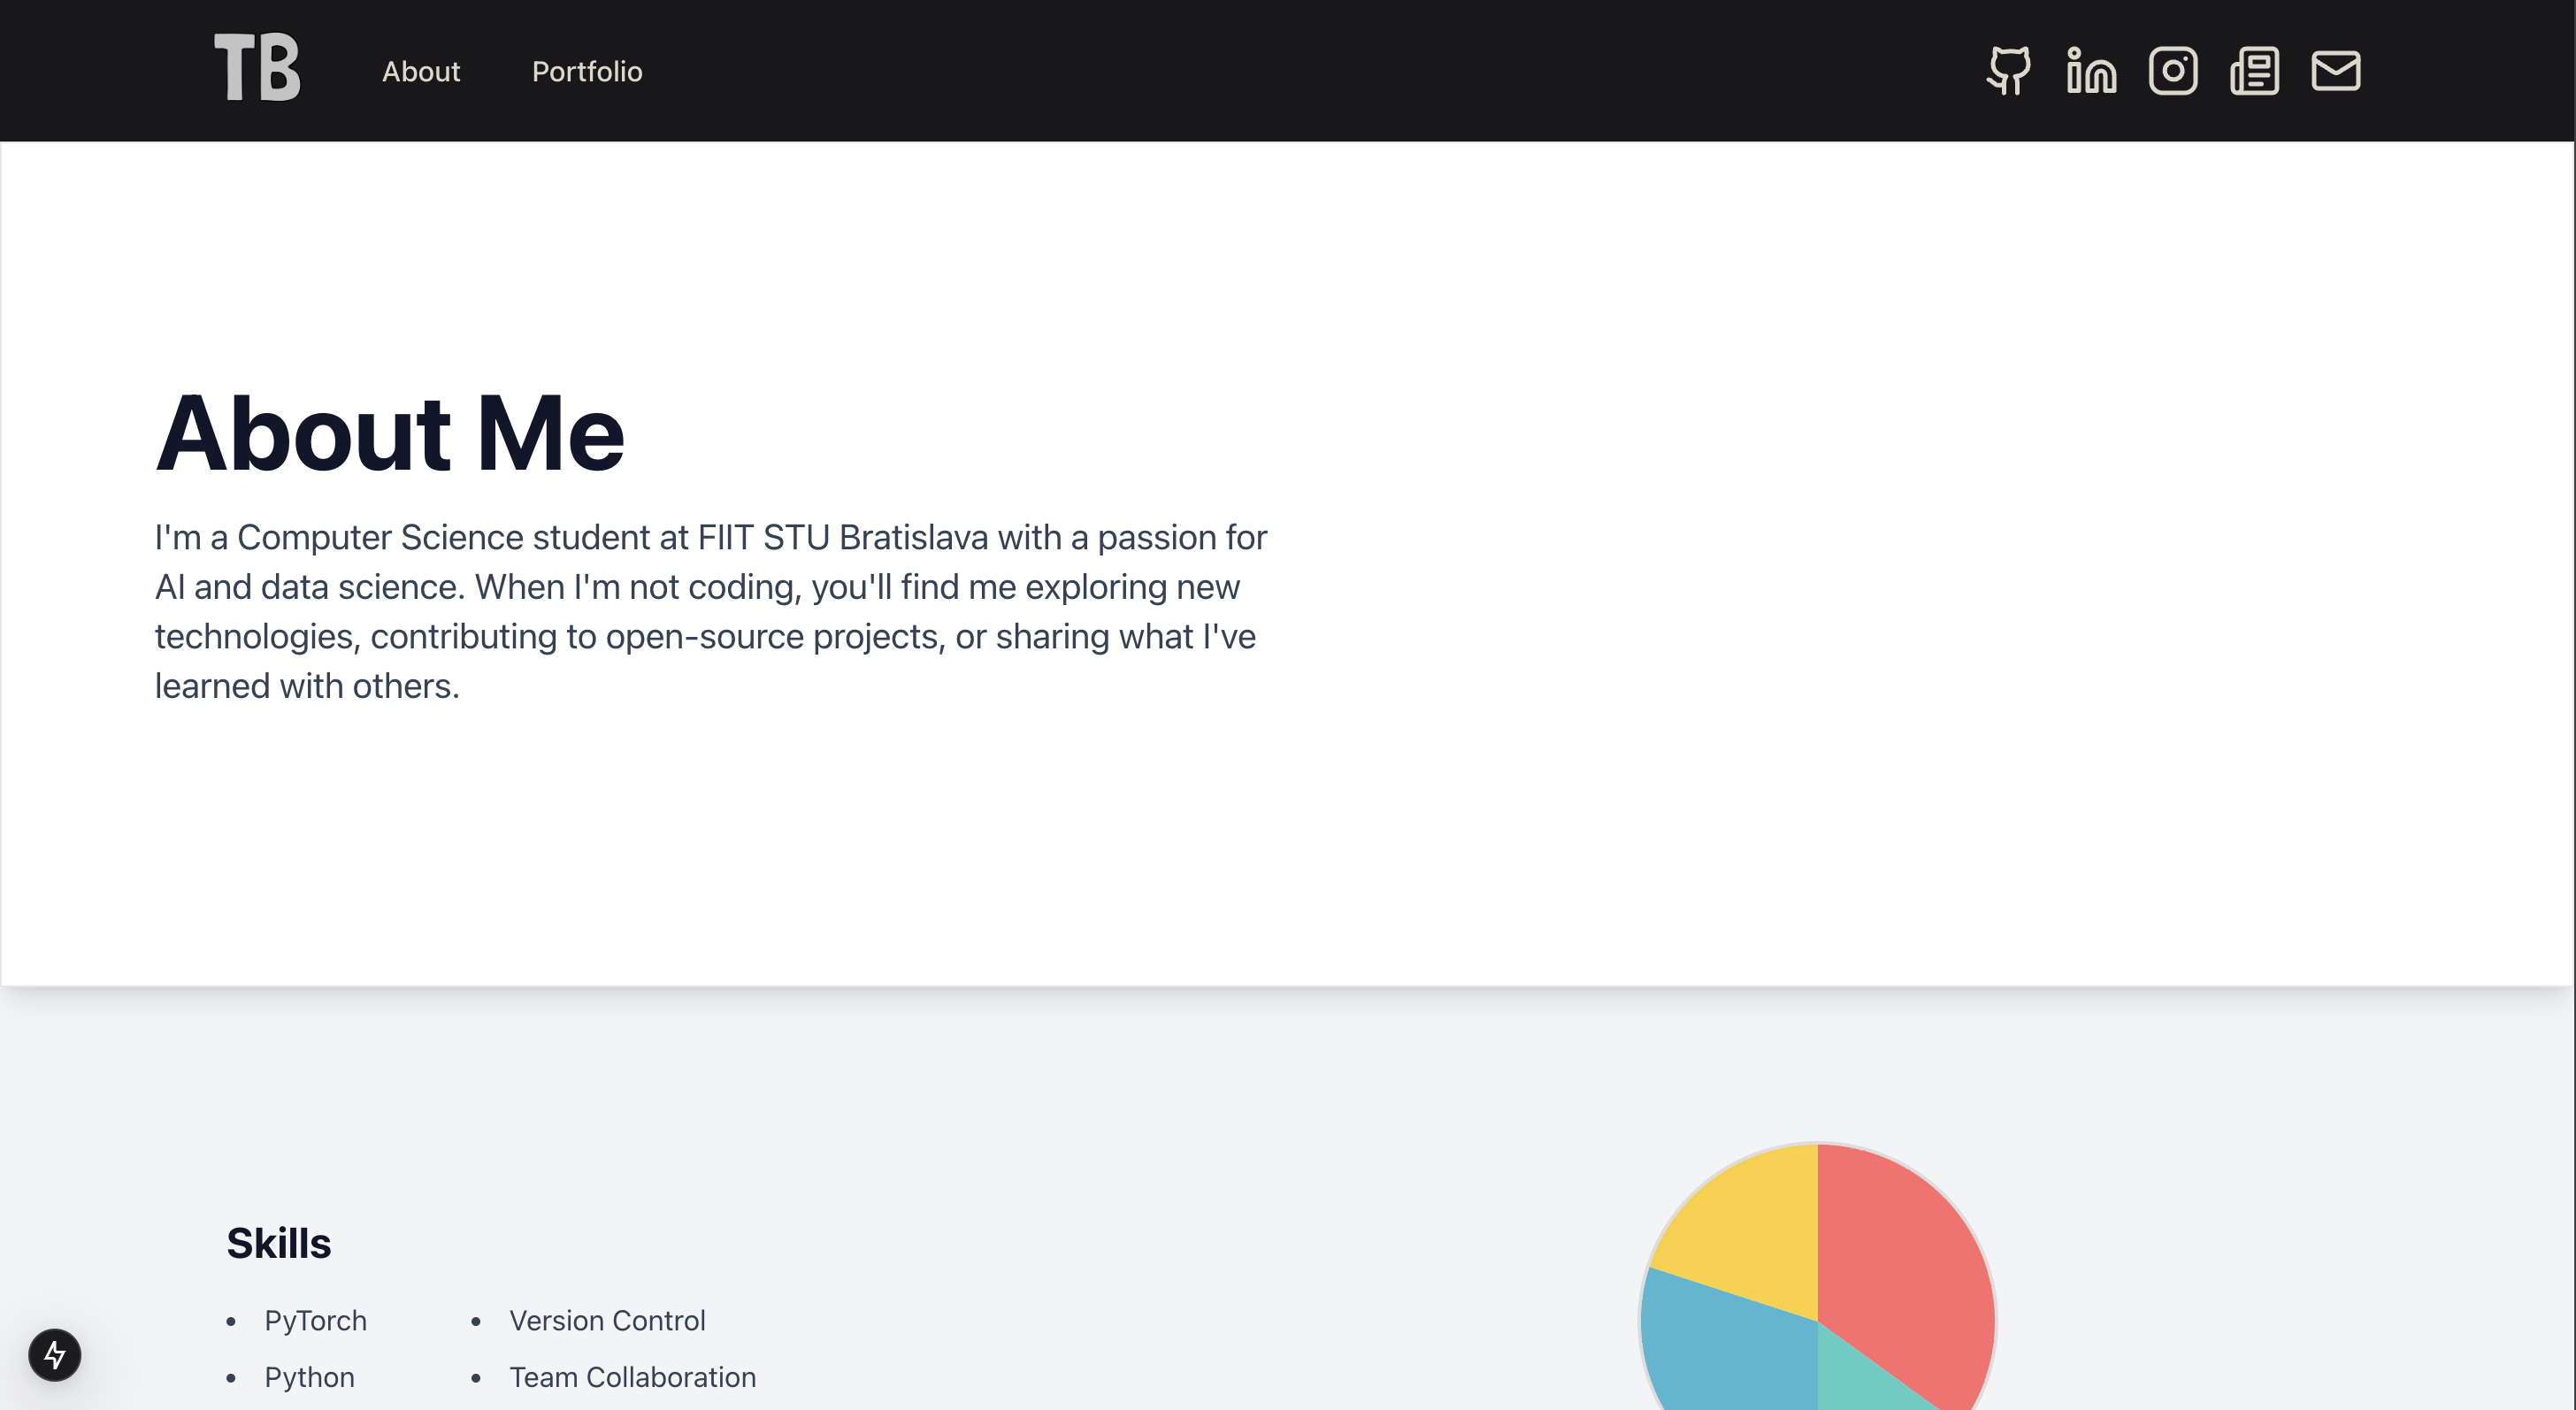 TB
About
Portfolio
About Me
I'm a Computer Science student at FIIT STU Bratislava with a passion for
AI and data science. When I'm not coding, you'll find me exploring new
technologies, contributing to open-source projects, or sharing what I've
learned with others.
Skills
• PyTorch
• Python
• Version Control
• Team Collaboration